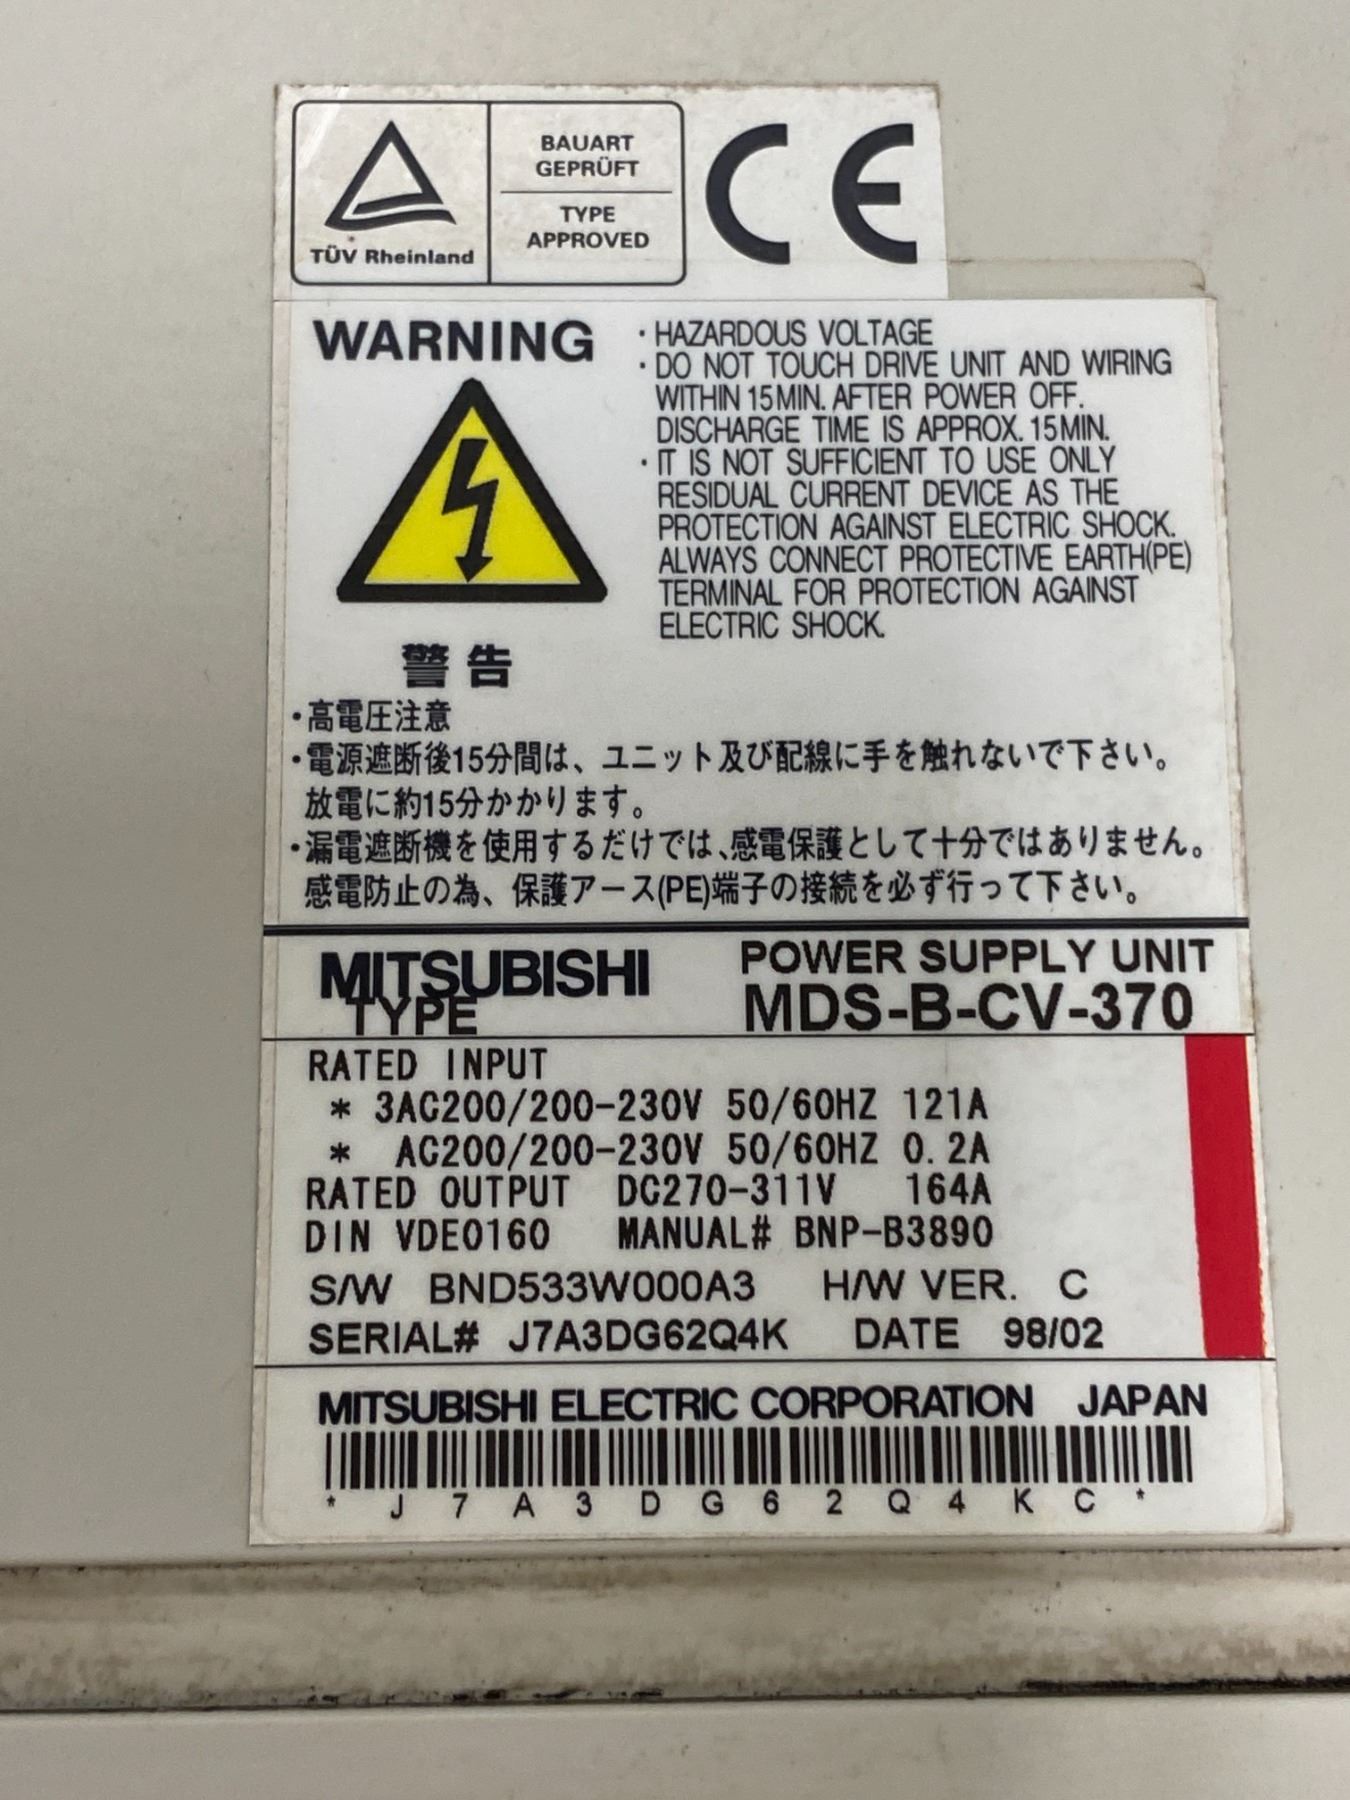 TÜV Rheinland
BAUART
GEPRÜFT
TYPE
APPROVED
CE
WARNING
・HAZARDOUS VOLTAGE
・DO NOT TOUCH DRIVE UNIT AND WIRING
WITHIN 15MIN. AFTER POWER OFF.
DISCHARGE TIME IS APPROX. 15MIN.
・IT IS NOT SUFFICIENT TO USE ONLY
RESIDUAL CURRENT DEVICE AS THE
PROTECTION AGAINST ELECTRIC SHOCK.
ALWAYS CONNECT PROTECTIVE EARTH(PE)
TERMINAL FOR PROTECTION AGAINST
ELECTRIC SHOCK.
警告
・高電圧注意
・電源遮断後15分間は、ユニット及び配線に手を触れないで下さい。
放電に約15分かかります。
・漏電遮断機を使用するだけでは、感電保護として十分ではありません。
感電防止の為、保護アース(PE)端子の接続を必ず行って下さい。
MITSUBISHI POWER SUPPLY UNIT
TYPE MDS-B-CV-370
RATED INPUT
* 3AC200/200-230V 50/60HZ 121A
* AC200/200-230V 50/60HZ 0.2A
RATED OUTPUT DC270-311V 164A
DIN VDE0160 MANUAL# BNP-B3890
S/W BND533W000A3 H/W VER. C
SERIAL# J7A3DG62Q4K DATE 98/02
MITSUBISHI ELECTRIC CORPORATION JAPAN
* J 7 A 3 D G 6 2 Q 4 K C *